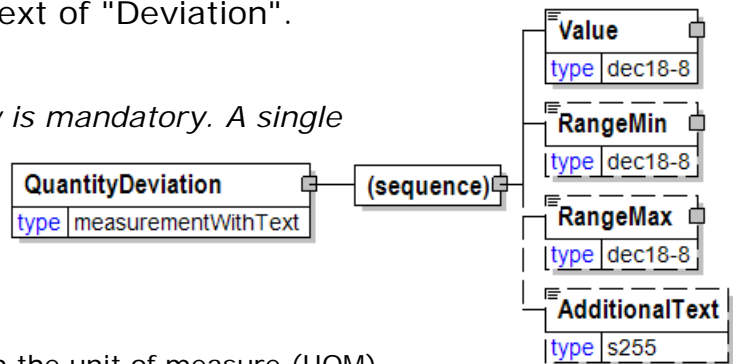 ext of "Deviation".
Value
type dec18-8
y is mandatory. A single
RangeMin
type dec18-8
QuantityDeviation
type measurementWithText
(sequence)
RangeMax
type dec18-8
AdditionalText
type s255
the unit of measure (UOM)